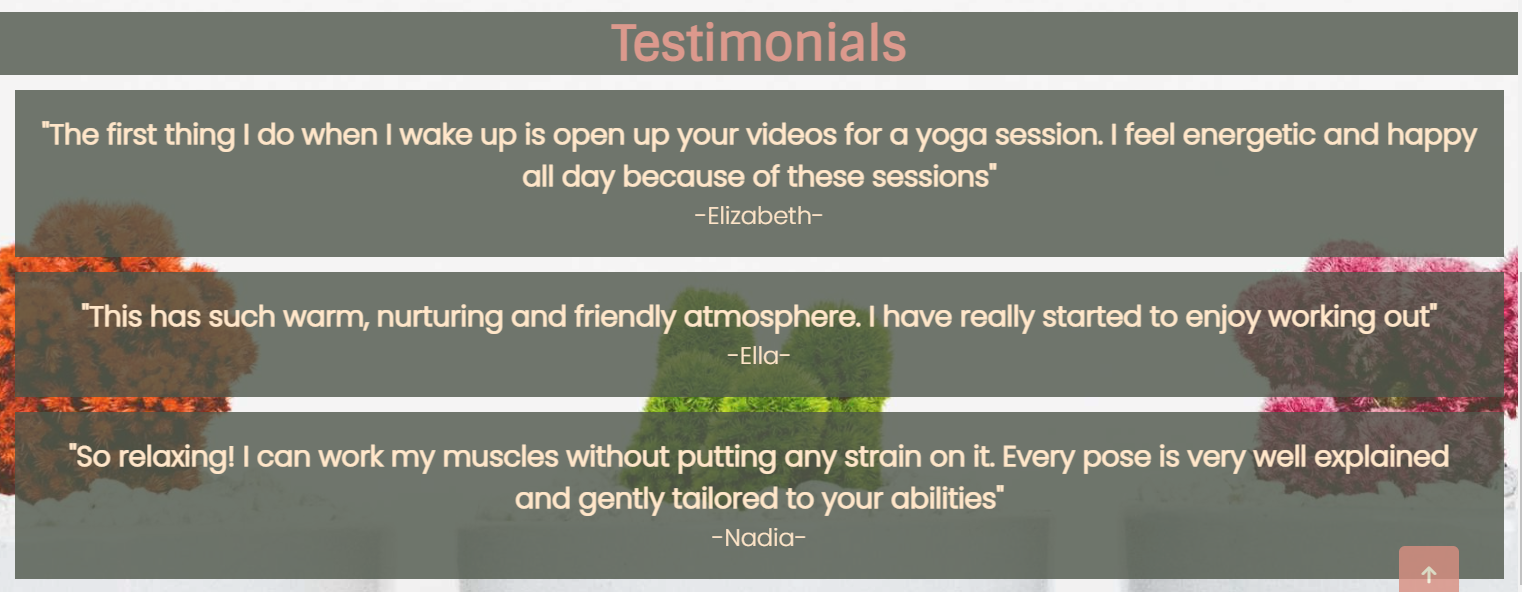 Testimonials
"The first thing I do when I wake up is open up your videos for a yoga session. I feel energetic and happy
all day because of these sessions"
-Elizabeth-
"This has such warm, nurturing and friendly atmosphere. I have really started to enjoy working out"
-Ella-
"So relaxing! I can work my muscles without putting any strain on it. Every pose is very well explained
and gently tailored to your abilities"
-Nadia-